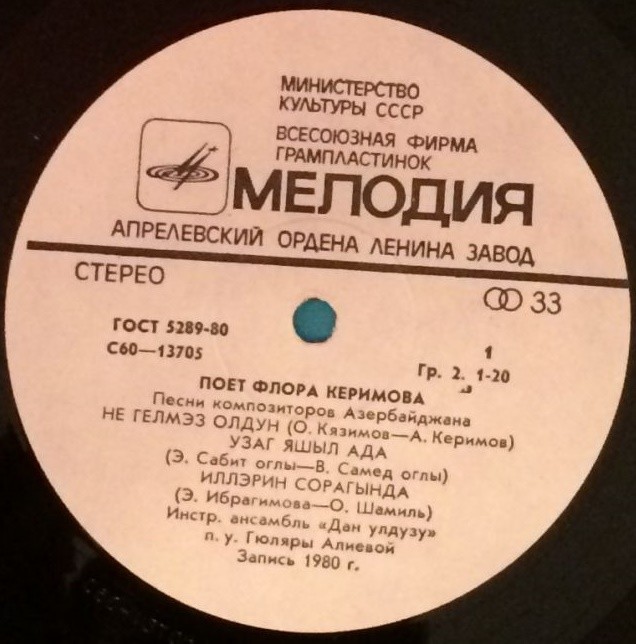 МИНИСТЕРСТВО
КУЛЬТУРЫ СССР
ВСЕСОЮЗНАЯ ФИРМА
ГРАМПЛАСТИНОК
МЕЛОДИЯ
АПРЕЛЕВСКИЙ ОРДЕНА ЛЕНИНА ЗАВОД
СТЕРЕО
33
ГОСТ 5289-80
С60—13705
1
Гр. 2. 1-20
ПОЕТ ФЛОРА КЕРИМОВА
Песни композиторов Азербайджана
НЕ ГЕЛМЭЗ ОЛДУН (О. Кязимов—А. Керимов)
УЗАГ ЯШЫЛ АДА
(Э. Сабит оглы—В. Самед оглы)
ИЛЛЭРИН СОРАГЫНДА
(Э. Ибрагимова—О. Шамиль)
Инстр. ансамбль «Дан улдузу»
п. у. Гюляры Алиевой
Запись 1980 г.